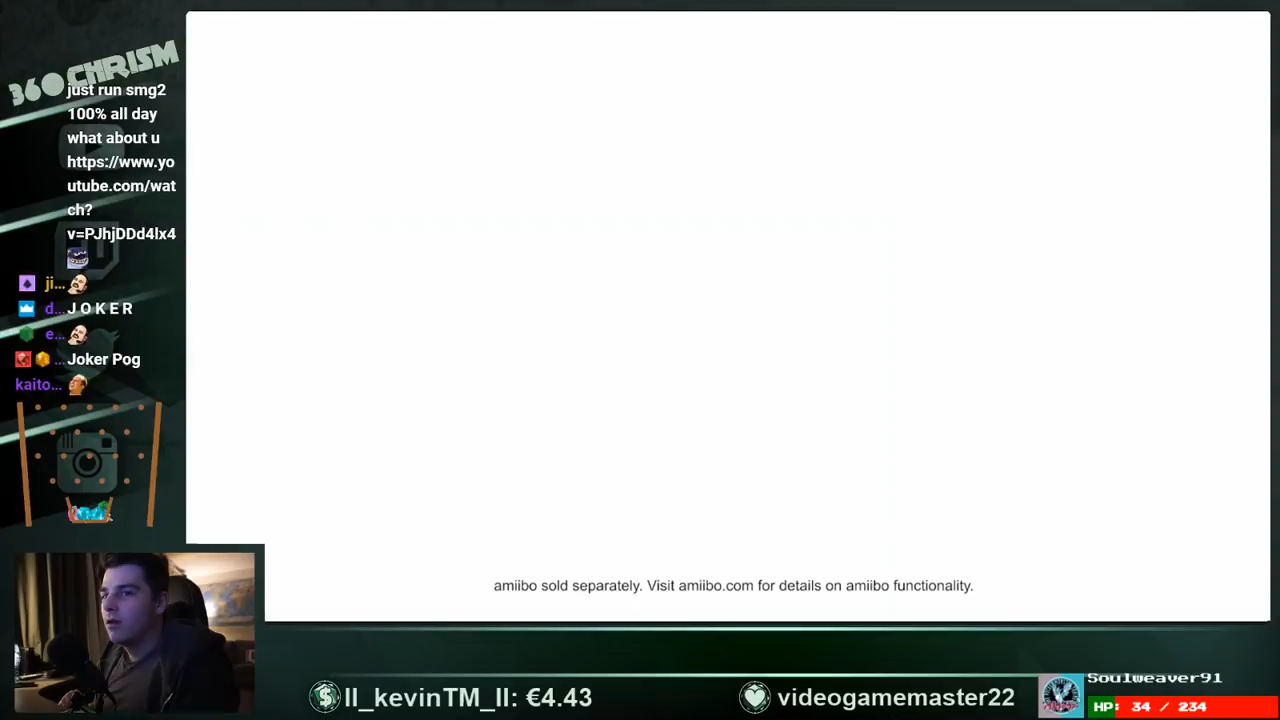 360CHRISM
just run smg2
100% all day
what about u
https://www.yo
utube.com/wat
ch?
v=PJhjDDd4lx4
ji...
d... J O K E R
e...
... Joker Pog
kaito...
amiibo sold separately. Visit amiibo.com for details on amiibo functionality.
ll_kevinTM_ll: €4.43
videogamemaster22
Soulweaver91
HP: 34 / 234